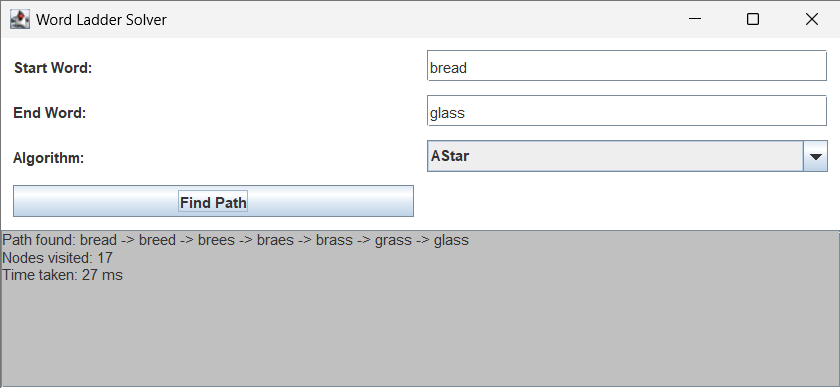 Word Ladder Solver
Start Word:
bread
End Word:
glass
Algorithm:
AStar
Find Path
Path found: bread -> breed -> brees -> braes -> brass -> grass -> glass
Nodes visited: 17
Time taken: 27 ms